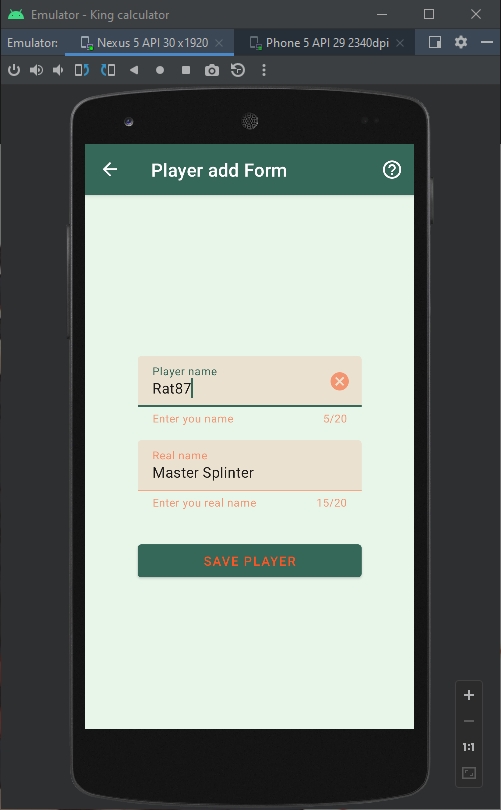 Emulator - King calculator
Emulator:
Nexus 5 API 30 x1920
Phone 5 API 29 2340dpi
Player add Form
Player name
Rat87
Enter you name
5/20
Real name
Master Splinter
Enter you real name
15/20
SAVE PLAYER
1:1